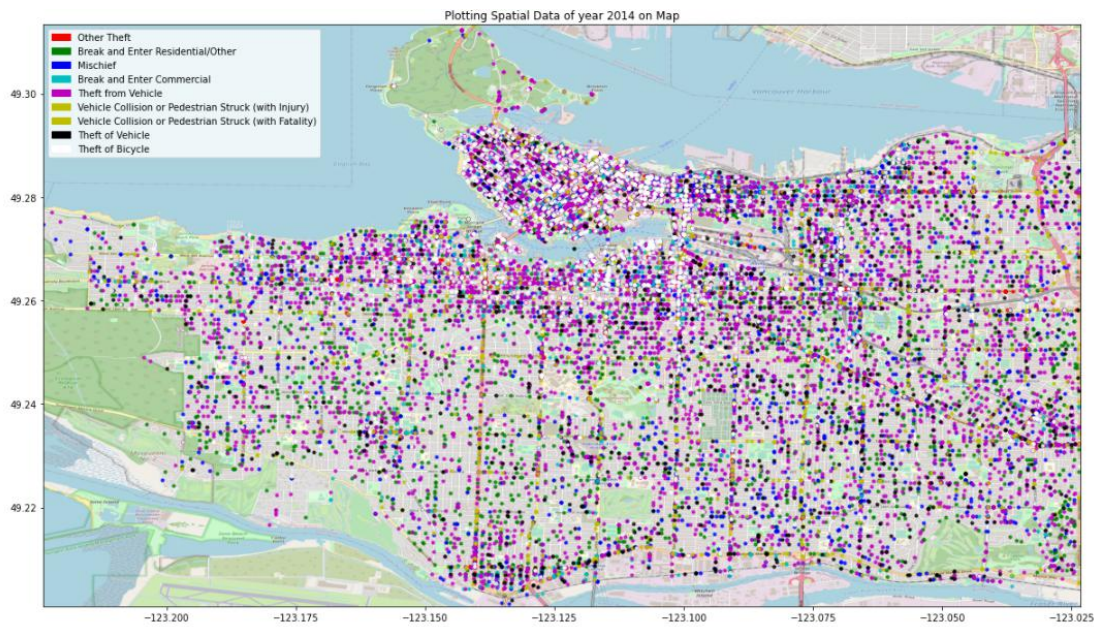 Plotting Spatial Data of year 2014 on Map
Other Theft
Break and Enter Residential/Other
Mischief
Break and Enter Commercial
Theft from Vehicle
Vehicle Collision or Pedestrian Struck (with Injury)
Vehicle Collision or Pedestrian Struck (with Fatality)
Theft of Vehicle
Theft of Bicycle
Vancouver Harbour
English Bay
49.30
49.28
49.26
49.24
49.22
−123.200
−123.175
−123.150
−123.125
−123.100
−123.075
−123.050
−123.025